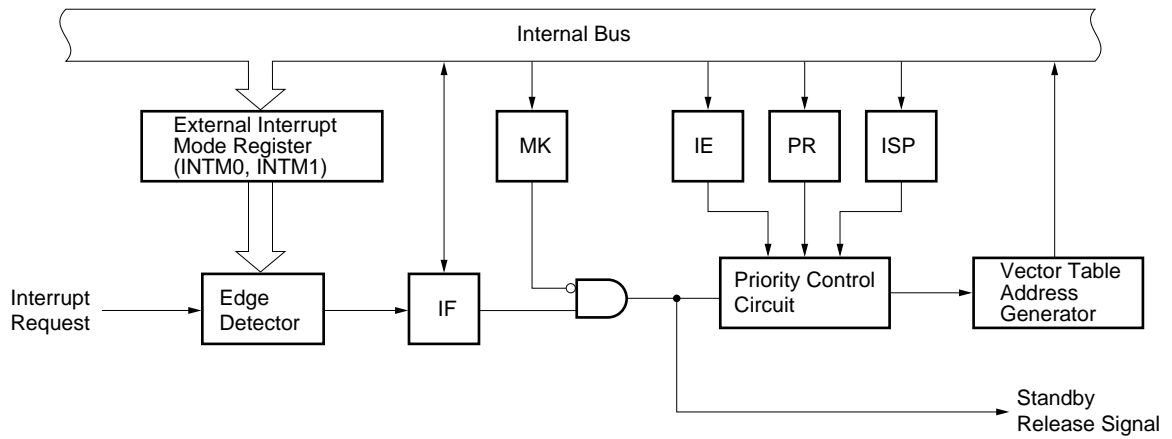 Internal Bus
External Interrupt
Mode Register
(INTM0, INTM1)
MK
IE
PR
ISP
Interrupt
Request
Edge
Detector
IF
Priority Control
Circuit
Vector Table
Address
Generator
Standby
Release Signal